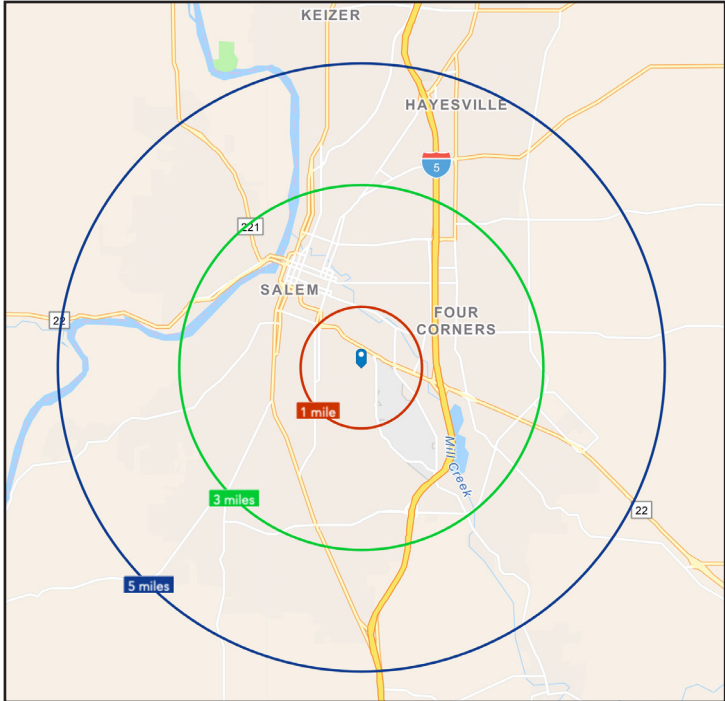 KEIZER
HAYESVILLE
5
221
SALEM
FOUR
CORNERS
22
1 mile
Mill Creek
3 miles
22
5 miles